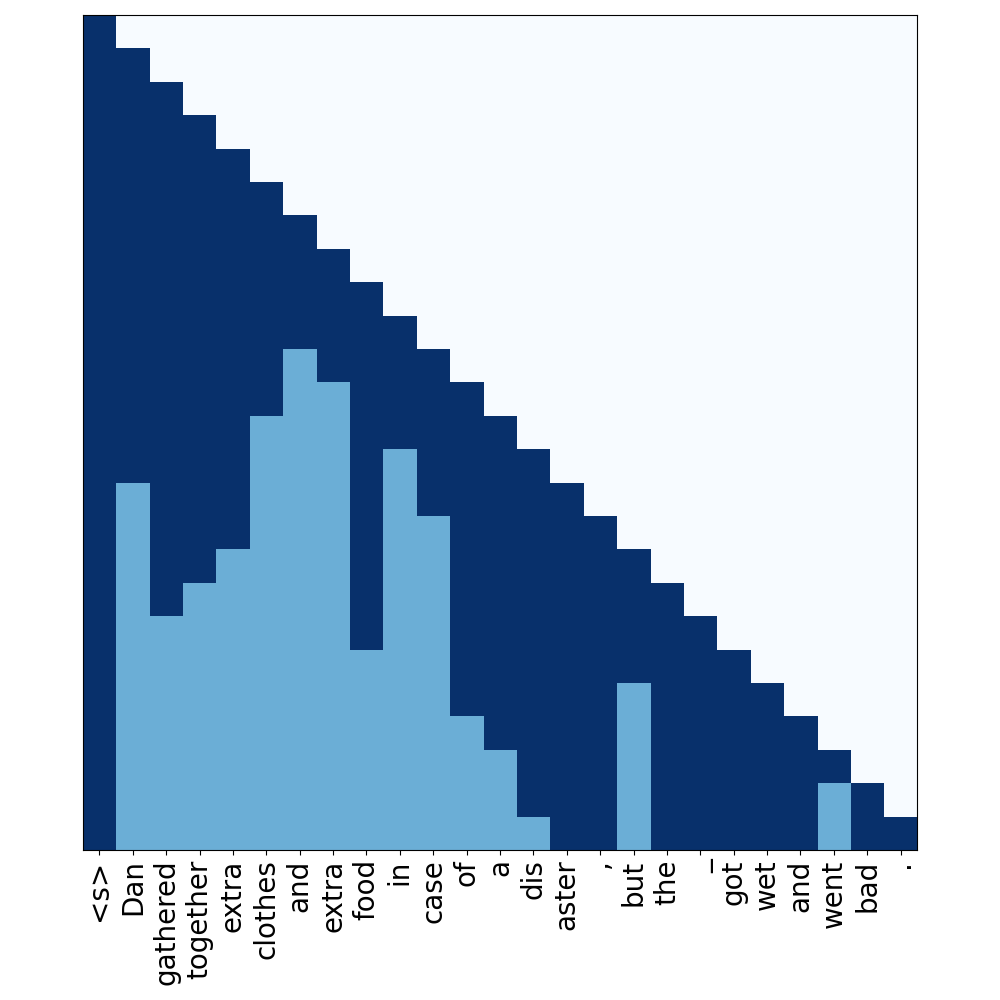 <s>
Dan
gathered
together
extra
clothes
and
extra
food
in
case
of
a
dis
aster
,
but
the
_
got
wet
and
went
bad
.